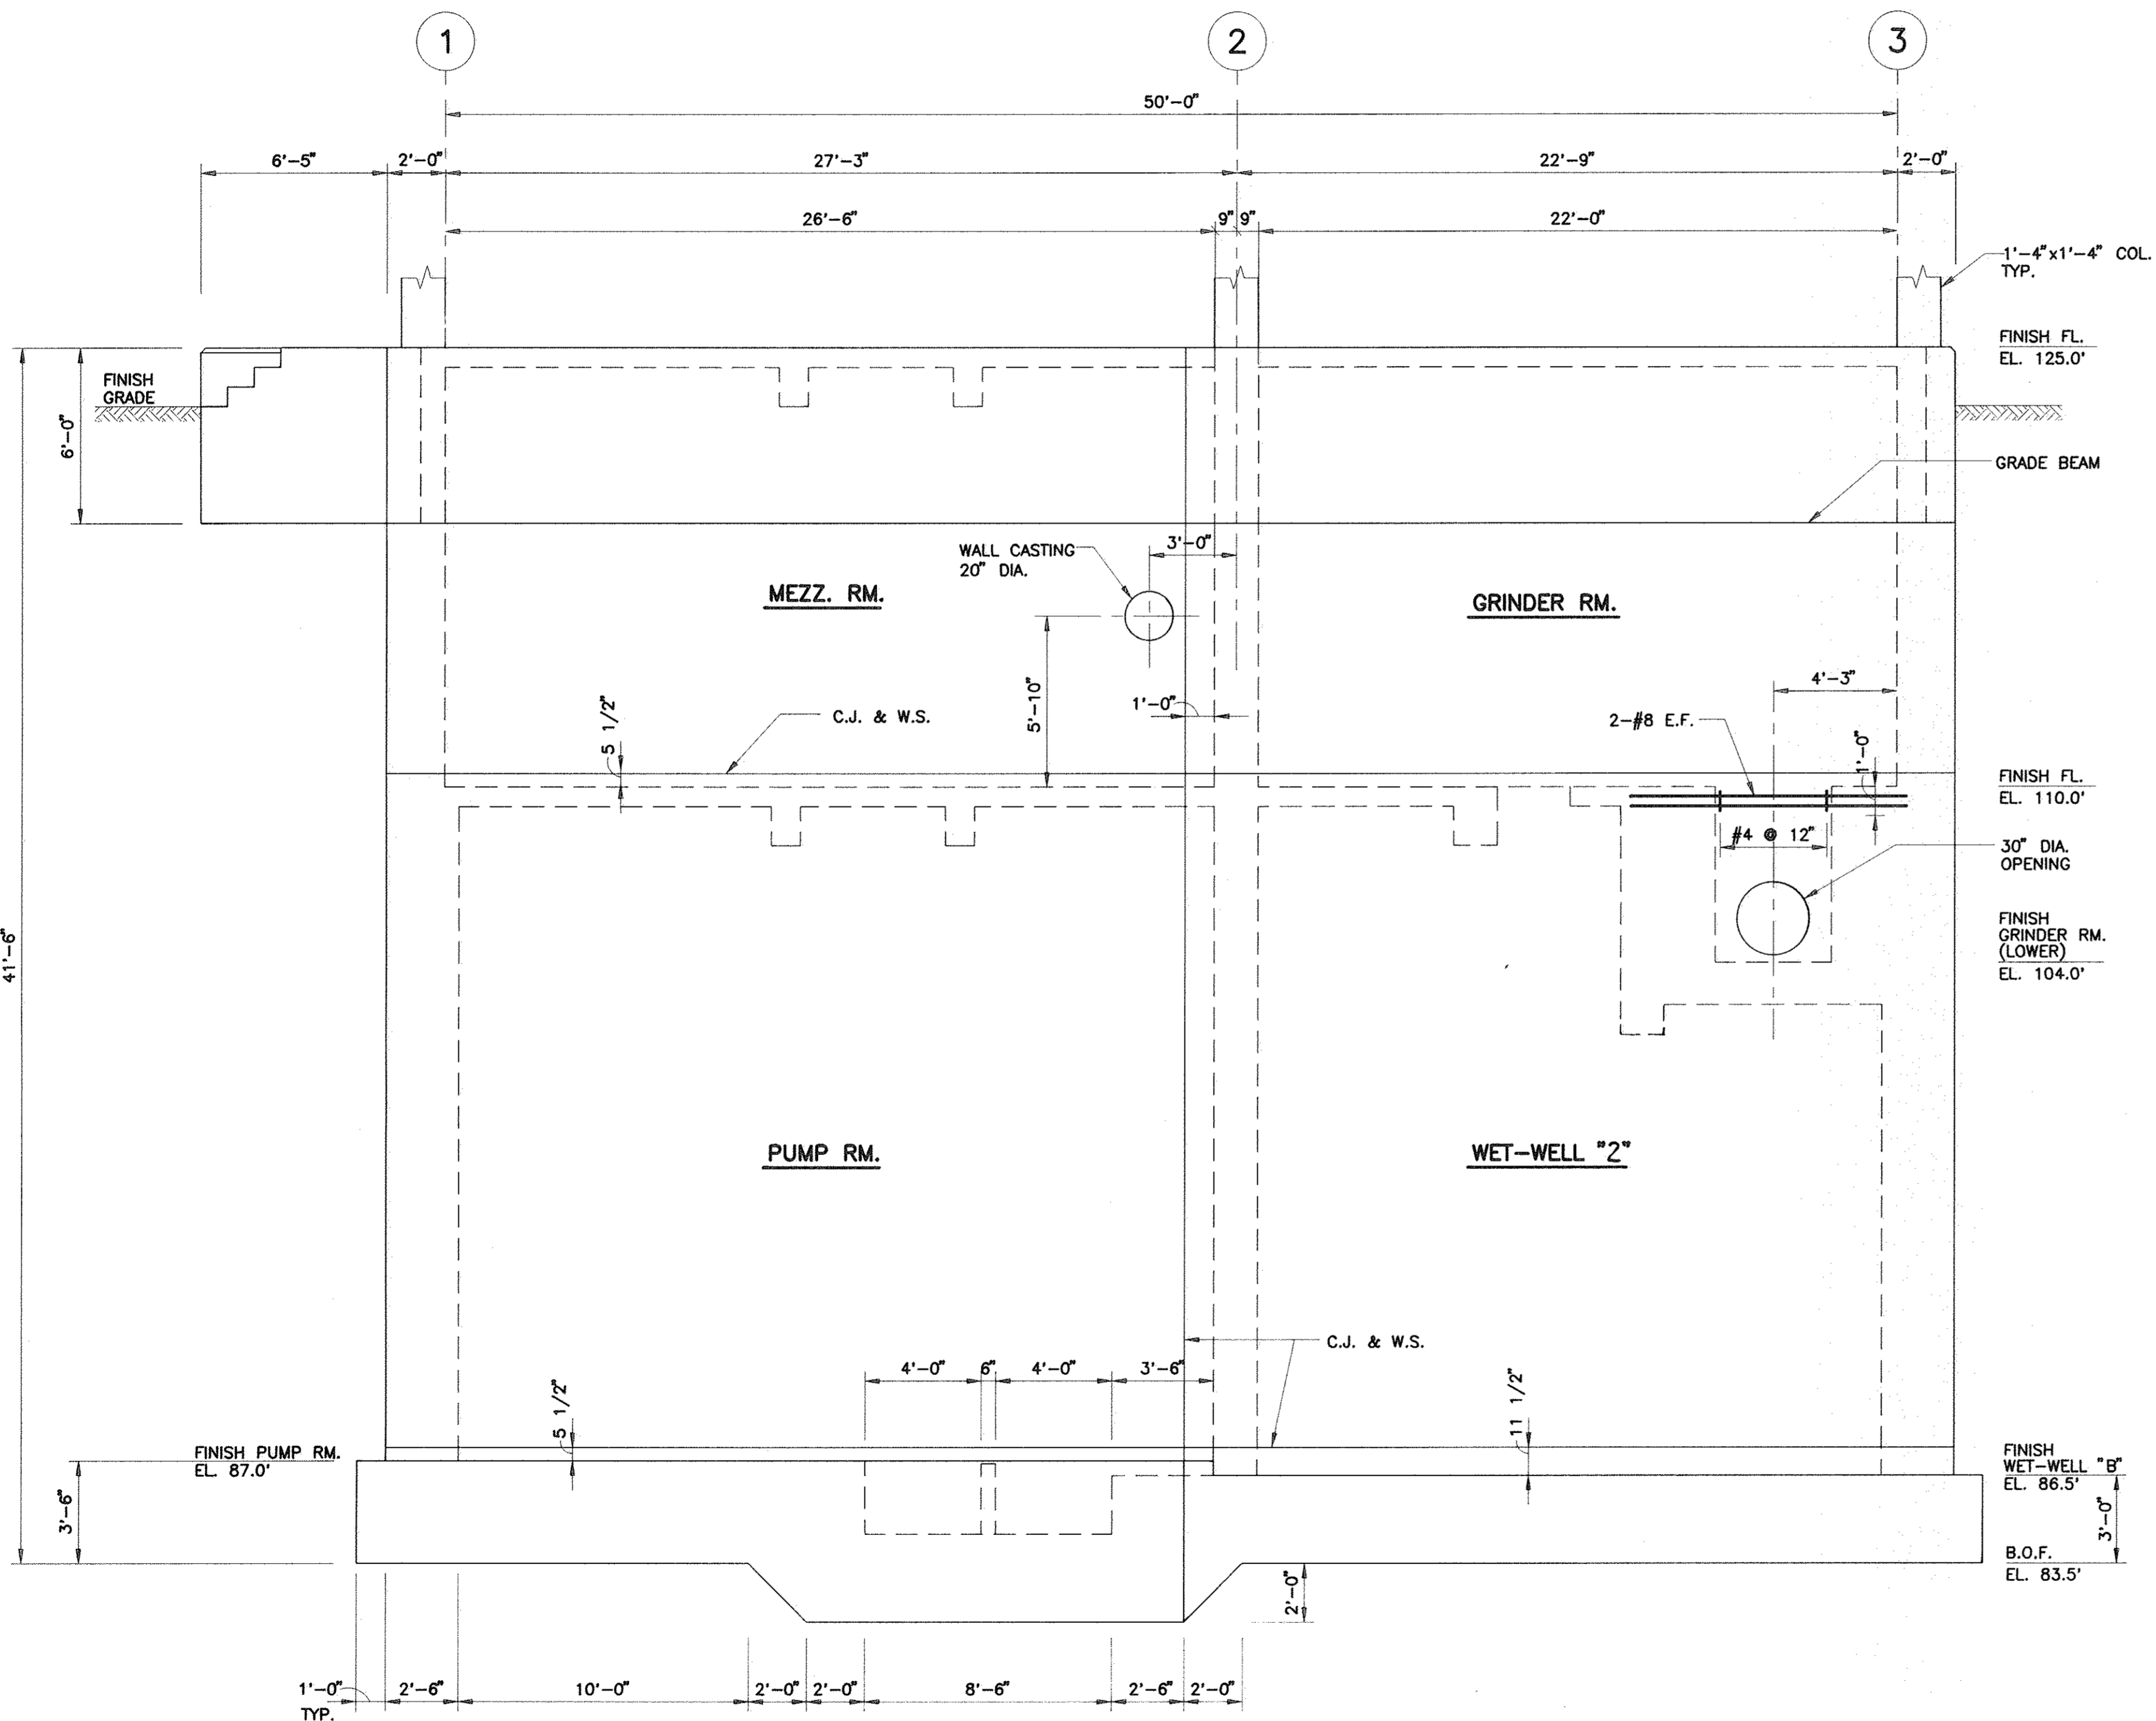 1
2
3
50'-0"
6'-5"
2'-0"
27'-3"
22'-9"
2'-0"
26'-6"
9"
9"
22'-0"
1'-4"x1'-4" COL.
TYP.
FINISH FL.
EL. 125.0'
FINISH
GRADE
6'-0"
GRADE BEAM
WALL CASTING
20" DIA.
3'-0"
MEZZ. RM.
GRINDER RM.
5'-10"
4'-3"
1'-0"
5 1/2"
C.J. & W.S.
2-#8 E.F.
1'-0"
FINISH FL.
EL. 110.0'
#4 @ 12"
30" DIA.
OPENING
FINISH
GRINDER RM.
(LOWER)
EL. 104.0'
41'-6"
PUMP RM.
WET-WELL "2"
C.J. & W.S.
4'-0"
6"
4'-0"
3'-6"
5 1/2"
11 1/2"
FINISH PUMP RM.
EL. 87.0'
FINISH
WET-WELL "B"
EL. 86.5'
3'-6"
3'-0"
B.O.F.
EL. 83.5'
2'-0"
1'-0"
TYP.
2'-6"
10'-0"
2'-0"
2'-0"
8'-6"
2'-6"
2'-0"